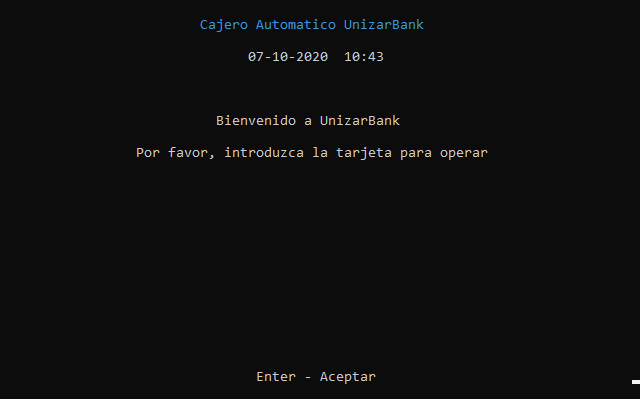 Cajero Automatico UnizarBank
07-10-2020  10:43
Bienvenido a UnizarBank
Por favor, introduzca la tarjeta para operar
Enter - Aceptar